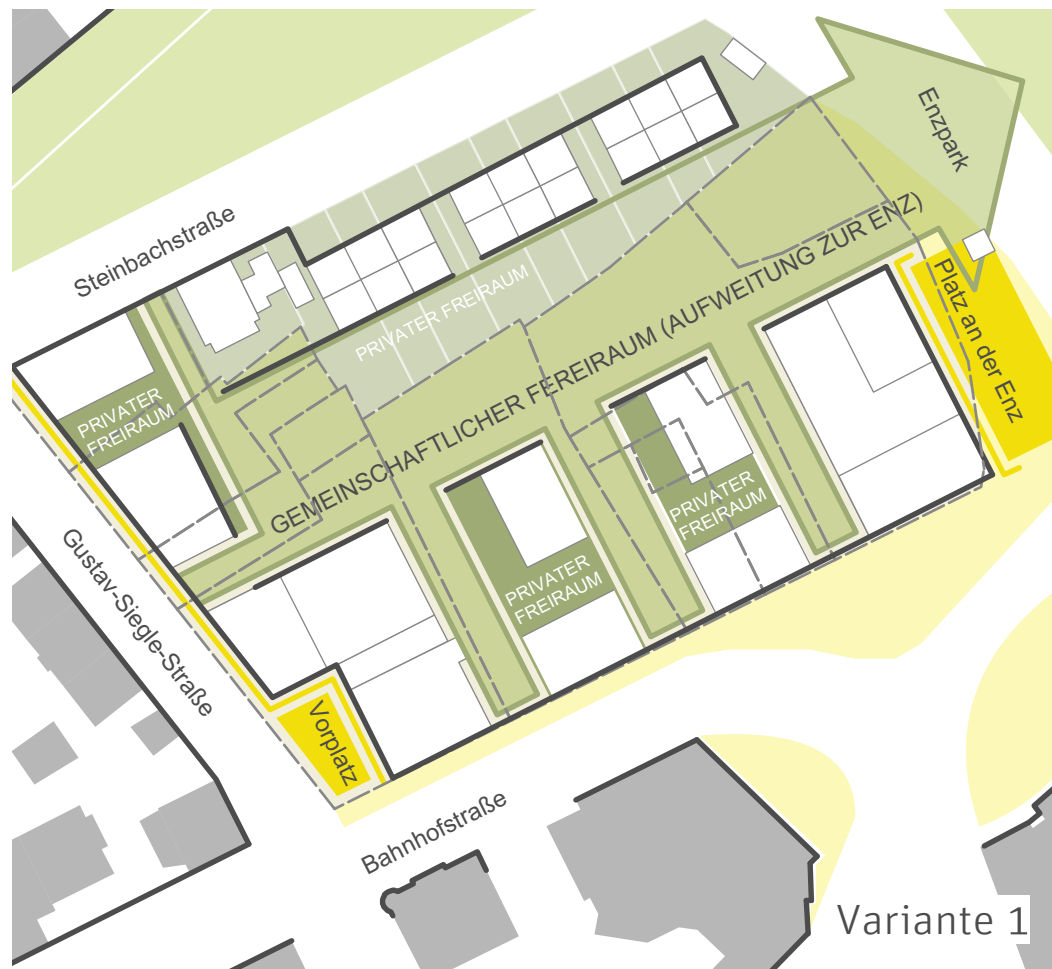 Enzpark
Steinbachstraße
PRIVATER FREIRAUM
GEMEINSCHAFTLICHER FEREIRAUM (AUFWEITUNG ZUR ENZ)
Platz an der Enz
PRIVATER
FREIRAUM
PRIVATER
FREIRAUM
PRIVATER
FREIRAUM
Gustav-Siegle-Straße
Vorplatz
Bahnhofstraße
Variante 1